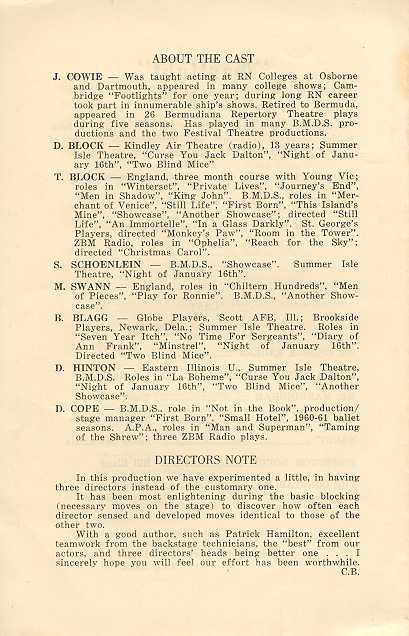 ABOUT THE CAST
J. COWIE — Was taught acting at RN Colleges at Osborne
and Dartmouth, appeared in many college shows; Cam-
bridge "Footlights" for one year; during long RN career
took part in innumerable ship's shows. Retired to Bermuda,
appeared in 26 Bermudiana Repertory Theatre plays
during five seasons. Has played in many B.M.D.S. pro-
ductions and the two Festival Theatre productions.
D. BLOCK — Kindley Air Theatre (radio), 13 years; Summer
Isle Theatre, "Curse You Jack Dalton", "Night of Janu-
ary 16th", "Two Blind Mice"
T. BLOCK — England, three month course with Young Vic;
roles in "Winterset", "Private Lives", "Journey's End",
"Men in Shadow", "King John". B.M.D.S., roles in "Mer-
chant of Venice", "Still Life", "First Born", "This Island's
Mine", "Showcase", "Another Showcase"; directed "Still
Life", "An Immortelle", "In a Glass Darkly". St. George's
Players, directed "Monkey's Paw", "Room in the Tower".
ZBM Radio, roles in "Ophelia", "Reach for the Sky";
directed "Christmas Carol".
S. SCHOENLEIN — B.M.D.S., "Showcase". Summer Isle
Theatre, "Night of January 16th".
M. SWANN — England, roles in "Chiltern Hundreds", "Men
of Pieces", "Play for Ronnie". B.M.D.S., "Another Show-
case".
B. BLAGG — Globe Players, Scott AFB, Ill.; Brookside
Players, Newark, Dela.; Summer Isle Theatre. Roles in
"Seven Year Itch", "No Time For Sergeants", "Diary of
Ann Frank", "Minstrel", "Night of January 16th".
Directed "Two Blind Mice".
D. HINTON — Eastern Illinois U., Summer Isle Theatre,
B.M.D.S. Roles in "La Boheme", "Curse You Jack Dalton",
"Night of January 16th", "Two Blind Mice", "Another
Showcase".
D. COPE — B.M.D.S., role in "Not in the Book", production/
stage manager "First Born", "Small Hotel", 1960-61 ballet
seasons. A.P.A., roles in "Man and Superman", "Taming
of the Shrew"; three ZBM Radio plays.
DIRECTORS NOTE
In this production we have experimented a little, in having
three directors instead of the customary one.
It has been most enlightening during the basic blocking
(necessary moves on the stage) to discover how often each
director sensed and developed moves identical to those of the
other two.
With a good author, such as Patrick Hamilton, excellent
teamwork from the backstage technicians, the "best" from our
actors, and three directors' heads being better one . . . I
sincerely hope you will feel our effort has been worthwhile.
C.B.